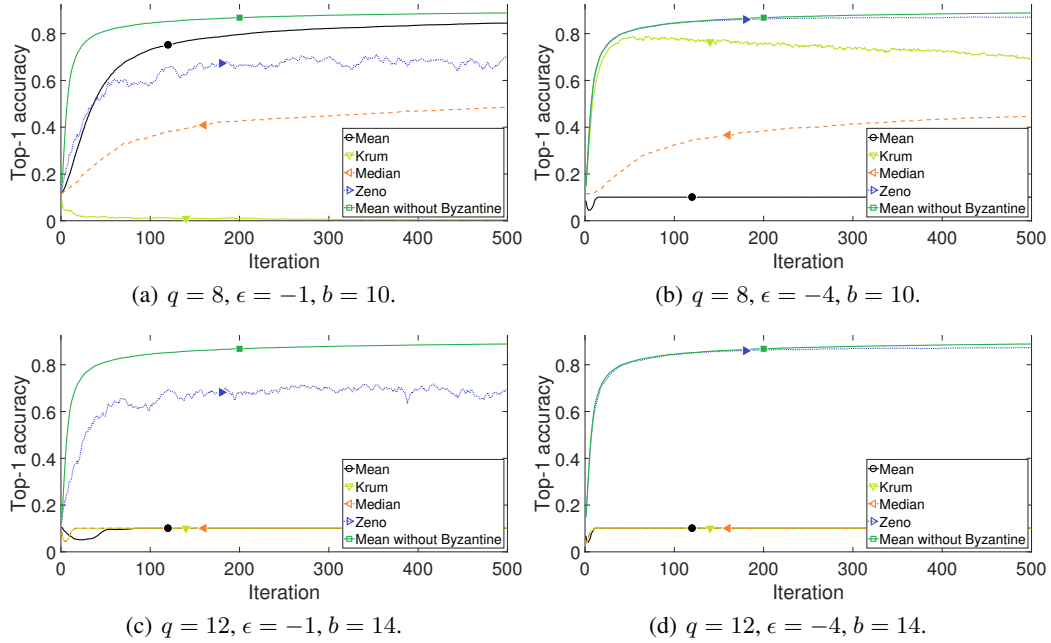 Top-1 accuracy
0.8
0.6
0.4
0.2
0
0 100 200 300 400 500
Iteration
Mean
Krum
Median
Zeno
Mean without Byzantine
(a) q = 8, ϵ = −1, b = 10.
Top-1 accuracy
0.8
0.6
0.4
0.2
0
0 100 200 300 400 500
Iteration
Mean
Krum
Median
Zeno
Mean without Byzantine
(b) q = 8, ϵ = −4, b = 10.
Top-1 accuracy
0.8
0.6
0.4
0.2
0
0 100 200 300 400 500
Iteration
Mean
Krum
Median
Zeno
Mean without Byzantine
(c) q = 12, ϵ = −1, b = 14.
Top-1 accuracy
0.8
0.6
0.4
0.2
0
0 100 200 300 400 500
Iteration
Mean
Krum
Median
Zeno
Mean without Byzantine
(d) q = 12, ϵ = −4, b = 14.